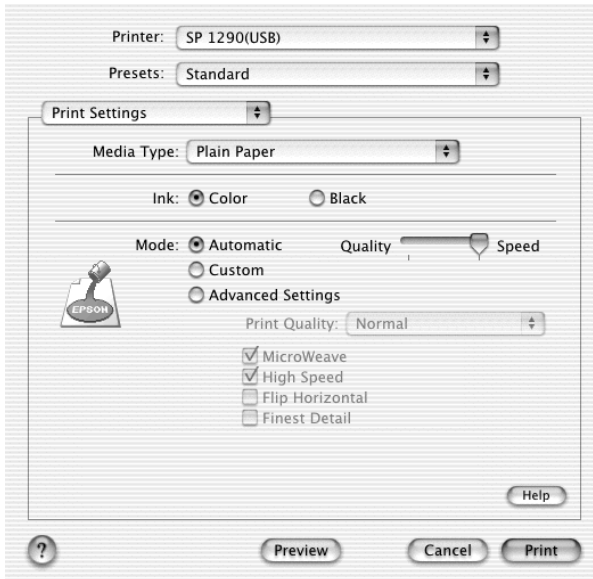 Printer: SP 1290(USB)
Presets: Standard
Print Settings
Media Type: Plain Paper
Ink: Color Black
Mode: Automatic Quality Speed
Custom
EPSON
Advanced Settings
Print Quality: Normal
MicroWeave
High Speed
Flip Horizontal
Finest Detail
Help
? Preview Cancel Print